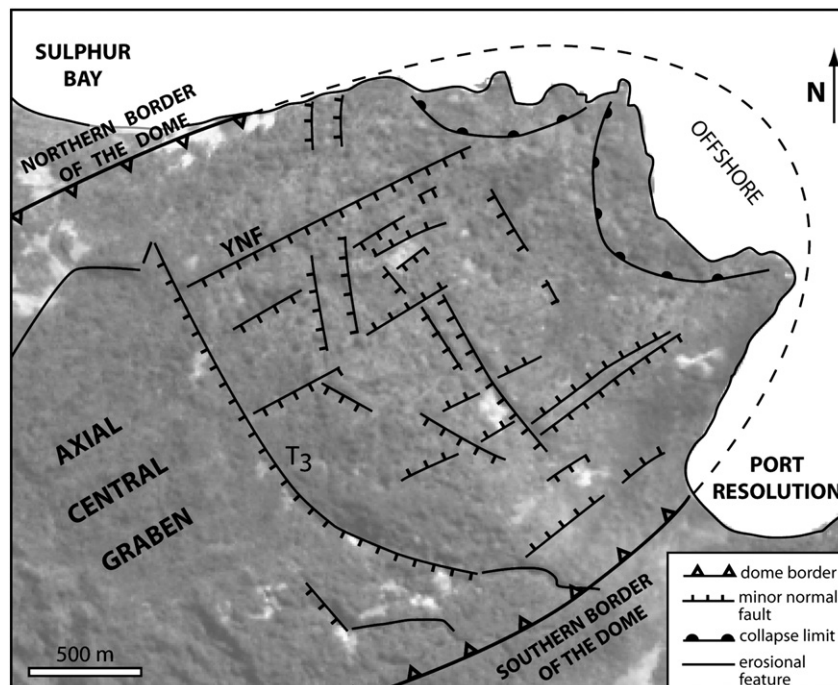 SULPHUR
BAY
NORTHERN BORDER
OF THE DOME
N
OFFSHORE
YNF
AXIAL
CENTRAL
GRABEN
T3
PORT
RESOLUTION
SOUTHERN BORDER
OF THE DOME
500 m
dome border
minor normal
fault
collapse limit
erosional
feature